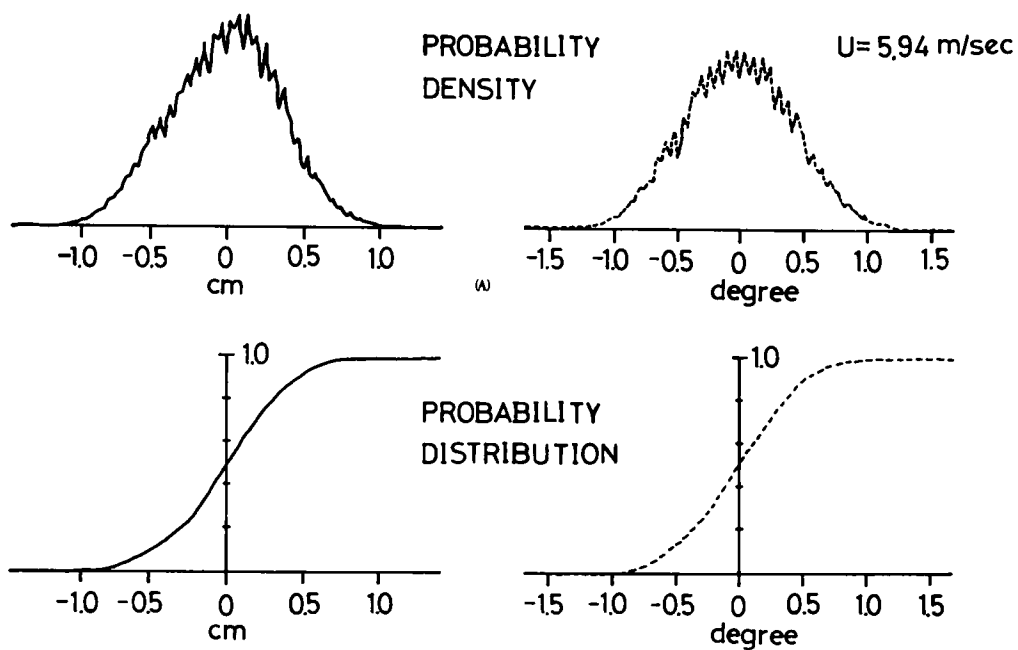 PROBABILITY
DENSITY
U= 5.94 m/sec
-1.0 -0.5 0 0.5 1.0
cm
-1.5 -1.0 -0.5 0 0.5 1.0 1.5
degree
(A)
1.0
1.0
PROBABILITY
DISTRIBUTION
-1.0 -0.5 0 0.5 1.0
cm
-1.5 -1.0 -0.5 0 0.5 1.0 1.5
degree